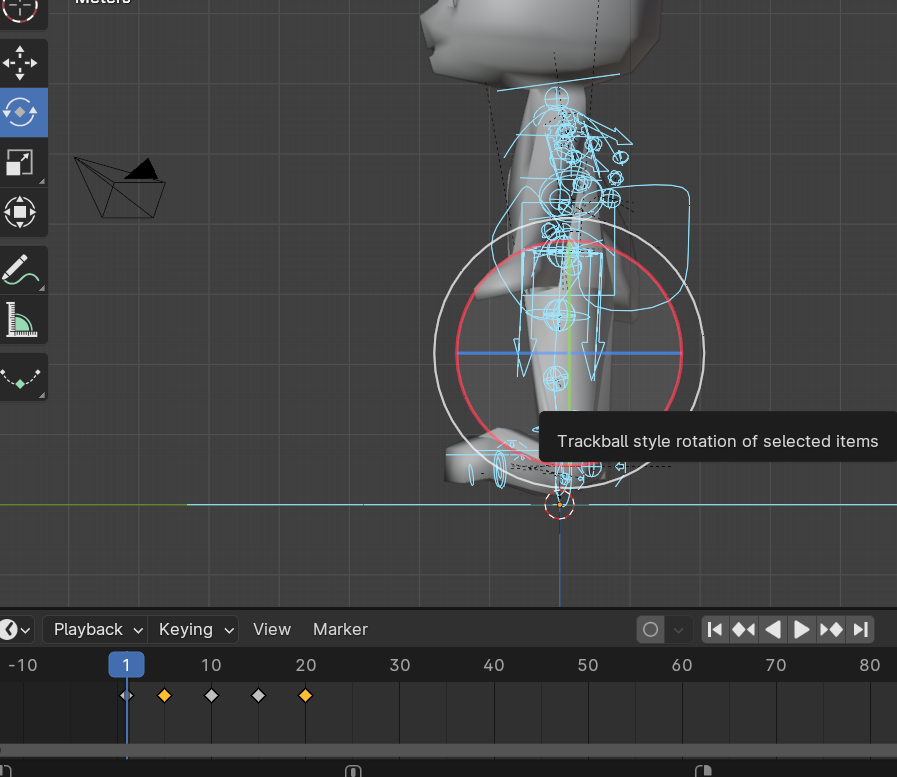 Meters
Trackball style rotation of selected items
Playback Keying View Marker
-10 1 10 20 30 40 50 60 70 80